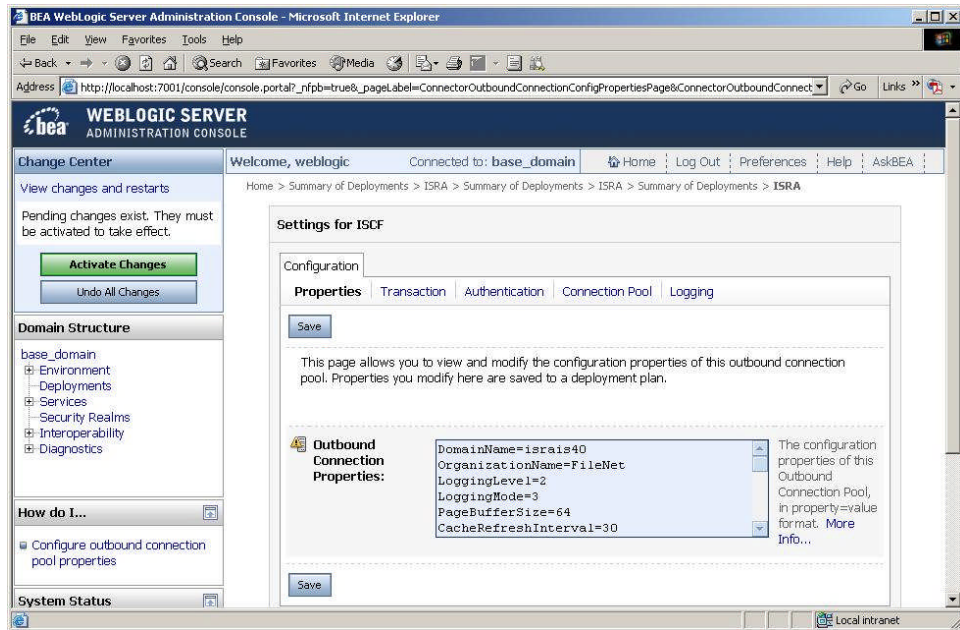 BEA WebLogic Server Administration Console - Microsoft Internet Explorer
File Edit View Favorites Tools Help
Back Search Favorites Media
Address http://localhost:7001/console/console.portal?_nfpb=true&_pageLabel=ConnectorOutboundConnectionConfigPropertiesPage&ConnectorOutboundConnect Go Links »
bea WEBLOGIC SERVER
ADMINISTRATION CONSOLE
Change Center
View changes and restarts
Pending changes exist. They must
be activated to take effect.
Activate Changes
Undo All Changes
Domain Structure
base_domain
Environment
Deployments
Services
Security Realms
Interoperability
Diagnostics
How do I...
Configure outbound connection
pool properties
System Status
Welcome, weblogic Connected to: base_domain Home Log Out Preferences Help AskBEA
Home > Summary of Deployments > ISRA > Summary of Deployments > ISRA > Summary of Deployments > ISRA
Settings for ISCF
Configuration
Properties Transaction Authentication Connection Pool Logging
Save
This page allows you to view and modify the configuration properties of this outbound connection
pool. Properties you modify here are saved to a deployment plan.
Outbound
Connection
Properties:
DomainName=israis40
OrganizationName=FileNet
LoggingLevel=2
LoggingMode=3
PageBufferSize=64
CacheRefreshInterval=30
The configuration
properties of this
Outbound
Connection Pool,
in property=value
format. More
Info...
Save
Local intranet